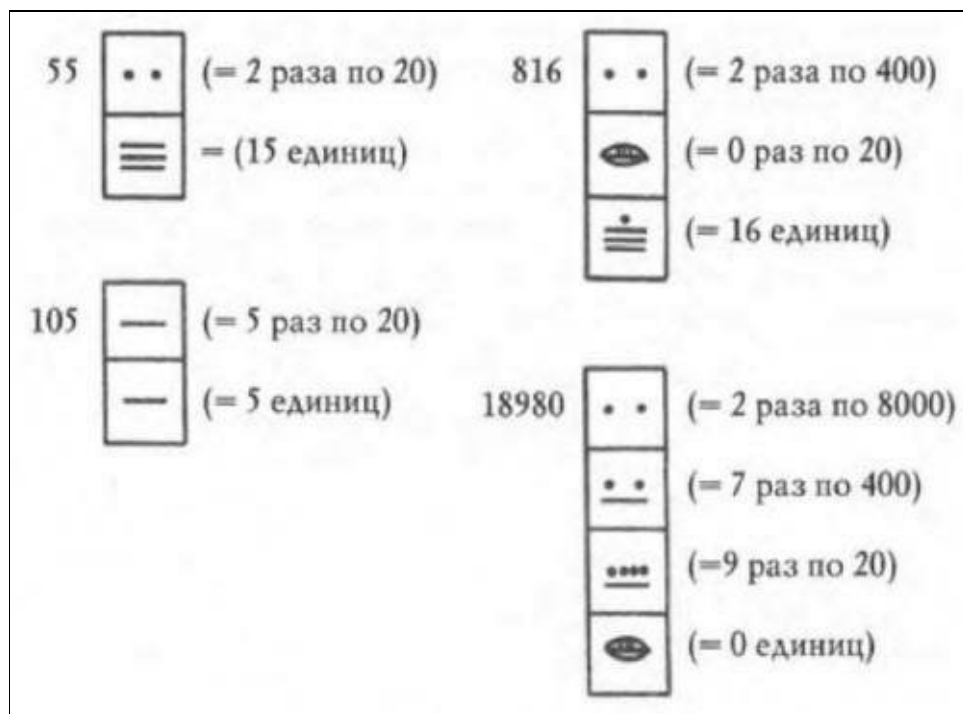 55 (= 2 раза по 20)
= (15 единиц)
105 (= 5 раз по 20)
(= 5 единиц)
816 (= 2 раза по 400)
(= 0 раз по 20)
(= 16 единиц)
18980 (= 2 раза по 8000)
(= 7 раз по 400)
(=9 раз по 20)
(= 0 единиц)